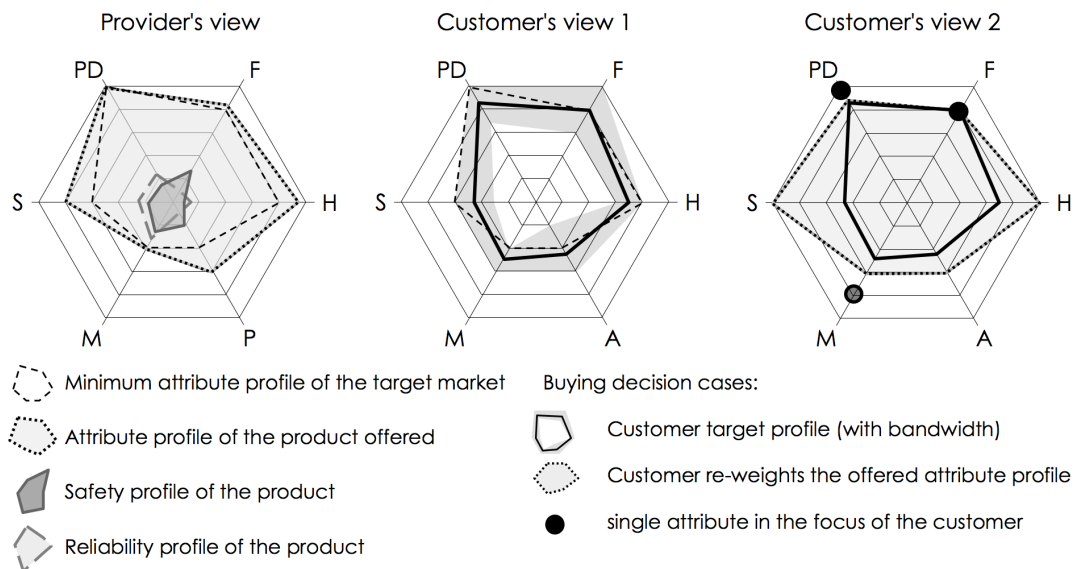 Provider's view
Customer's view 1
Customer's view 2
PD
F
S
H
M
P
PD
F
S
H
M
A
PD
F
S
H
M
A
Minimum attribute profile of the target market
Attribute profile of the product offered
Safety profile of the product
Reliability profile of the product
Buying decision cases:
Customer target profile (with bandwidth)
Customer re-weights the offered attribute profile
single attribute in the focus of the customer